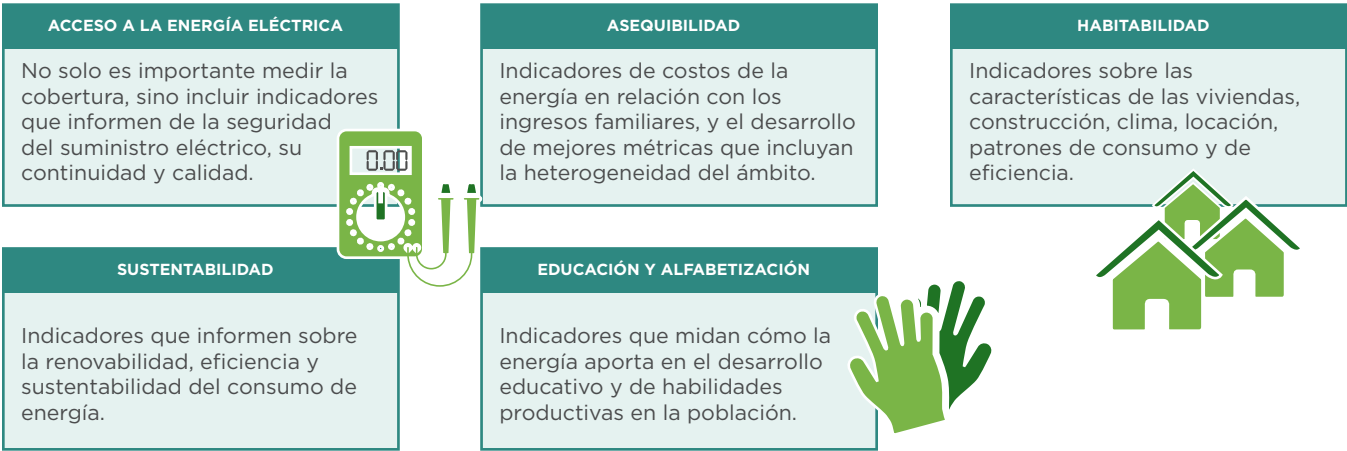 ACCESO A LA ENERGÍA ELÉCTRICA
No solo es importante medir la
cobertura, sino incluir indicadores
que informen de la seguridad
del suministro eléctrico, su
continuidad y calidad.
0.00
ASEQUIBILIDAD
Indicadores de costos de la
energía en relación con los
ingresos familiares, y el desarrollo
de mejores métricas que incluyan
la heterogeneidad del ámbito.
HABITABILIDAD
Indicadores sobre las
características de las viviendas,
construcción, clima, locación,
patrones de consumo y de
eficiencia.
SUSTENTABILIDAD
Indicadores que informen sobre
la renovabilidad, eficiencia y
sustentabilidad del consumo de
energía.
EDUCACIÓN Y ALFABETIZACIÓN
Indicadores que midan cómo la
energía aporta en el desarrollo
educativo y de habilidades
productivas en la población.